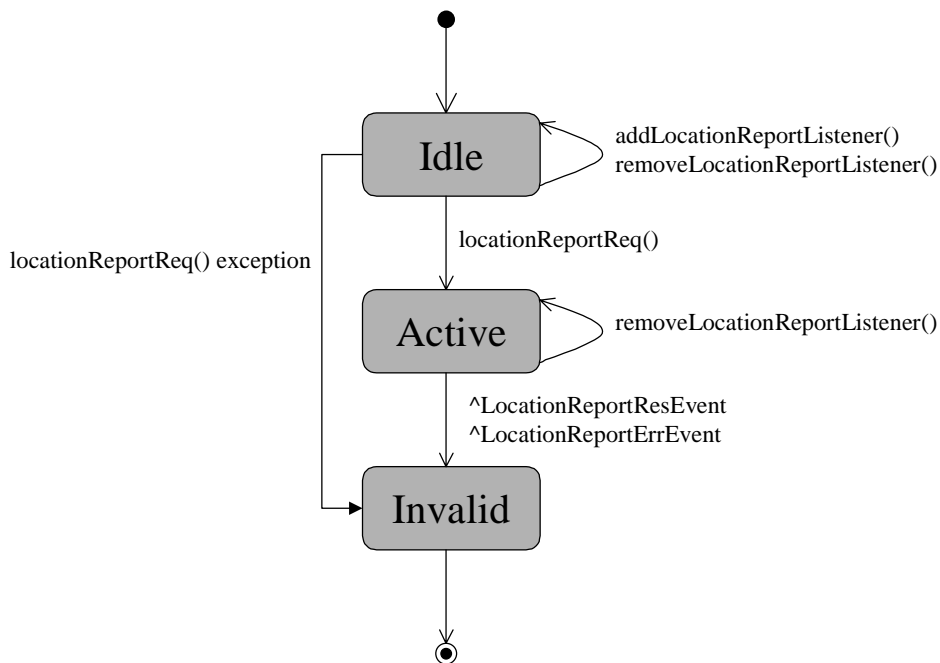 Idle
addLocationReportListener()
removeLocationReportListener()
locationReportReq()
locationReportReq() exception
Active
removeLocationReportListener()
^LocationReportResEvent
^LocationReportErrEvent
Invalid